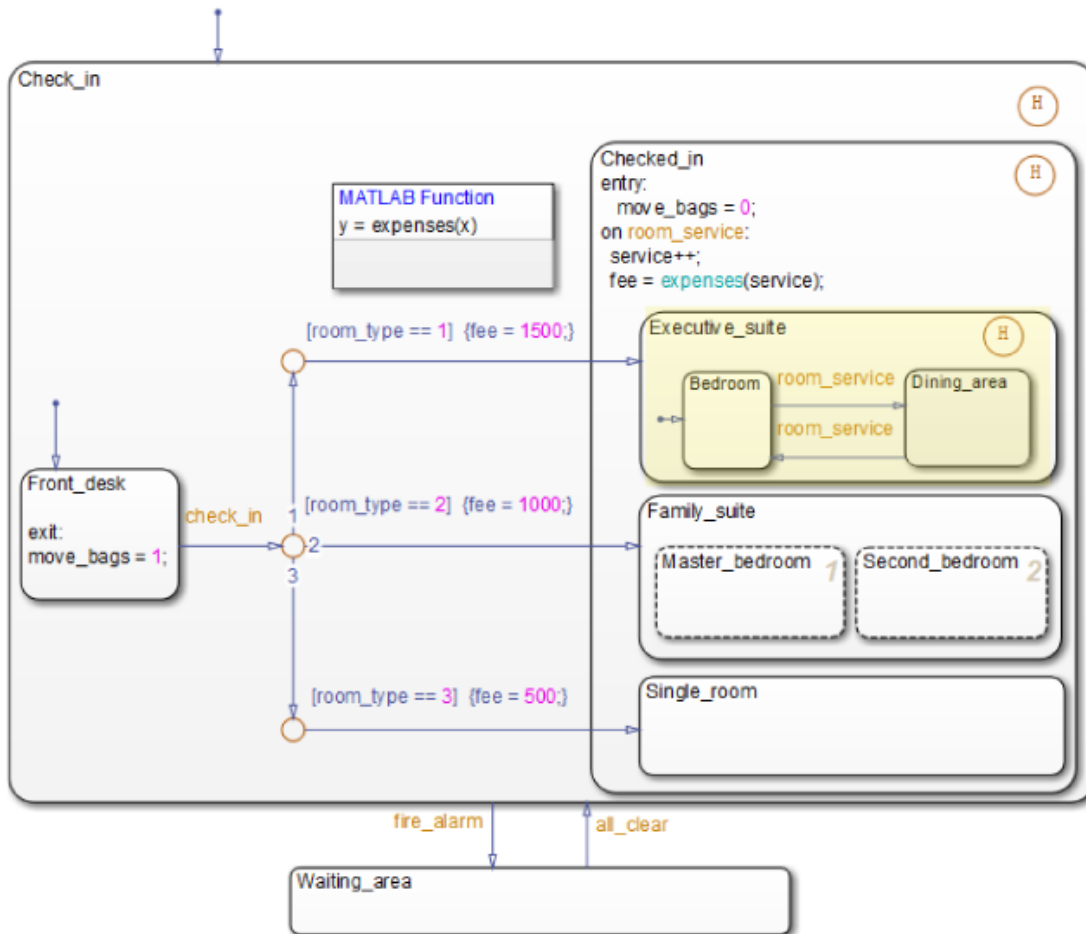 Check_in
H
Checked_in
H
entry:
move_bags = 0;
on room_service:
service++;
fee = expenses(service);
MATLAB Function
y = expenses(x)
[room_type == 1] {fee = 1500;}
Executive_suite
H
Bedroom
room_service
Dining_area
room_service
Front_desk
exit:
move_bags = 1;
check_in
1
2
3
[room_type == 2] {fee = 1000;}
Family_suite
Master_bedroom
1
Second_bedroom
2
[room_type == 3] {fee = 500;}
Single_room
fire_alarm
all_clear
Waiting_area